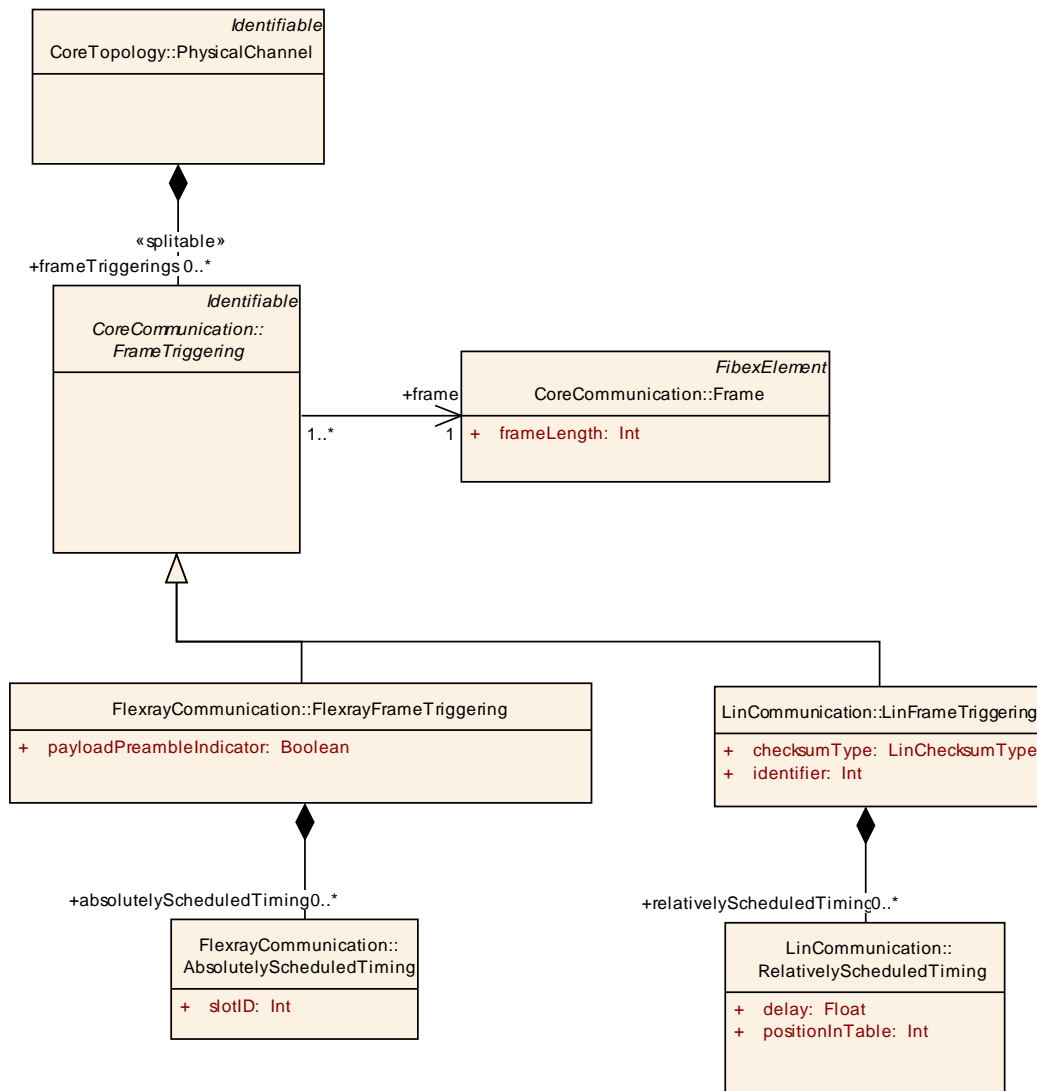 Identifiable
CoreTopology::PhysicalChannel
«splitable»
+frameTriggerings 0..*
Identifiable
CoreCommunication::
FrameTriggering
+frame
1..*
1
FibexElement
CoreCommunication::Frame
+ frameLength: Int
FlexrayCommunication::FlexrayFrameTriggering
+ payloadPreambleIndicator: Boolean
LinCommunication::LinFrameTriggering
+ checksumType: LinChecksumType
+ identifier: Int
+absolutelyScheduledTiming 0..*
+relativelyScheduledTiming 0..*
FlexrayCommunication::
AbsolutelyScheduledTiming
+ slotID: Int
LinCommunication::
RelativelyScheduledTiming
+ delay: Float
+ positionInTable: Int